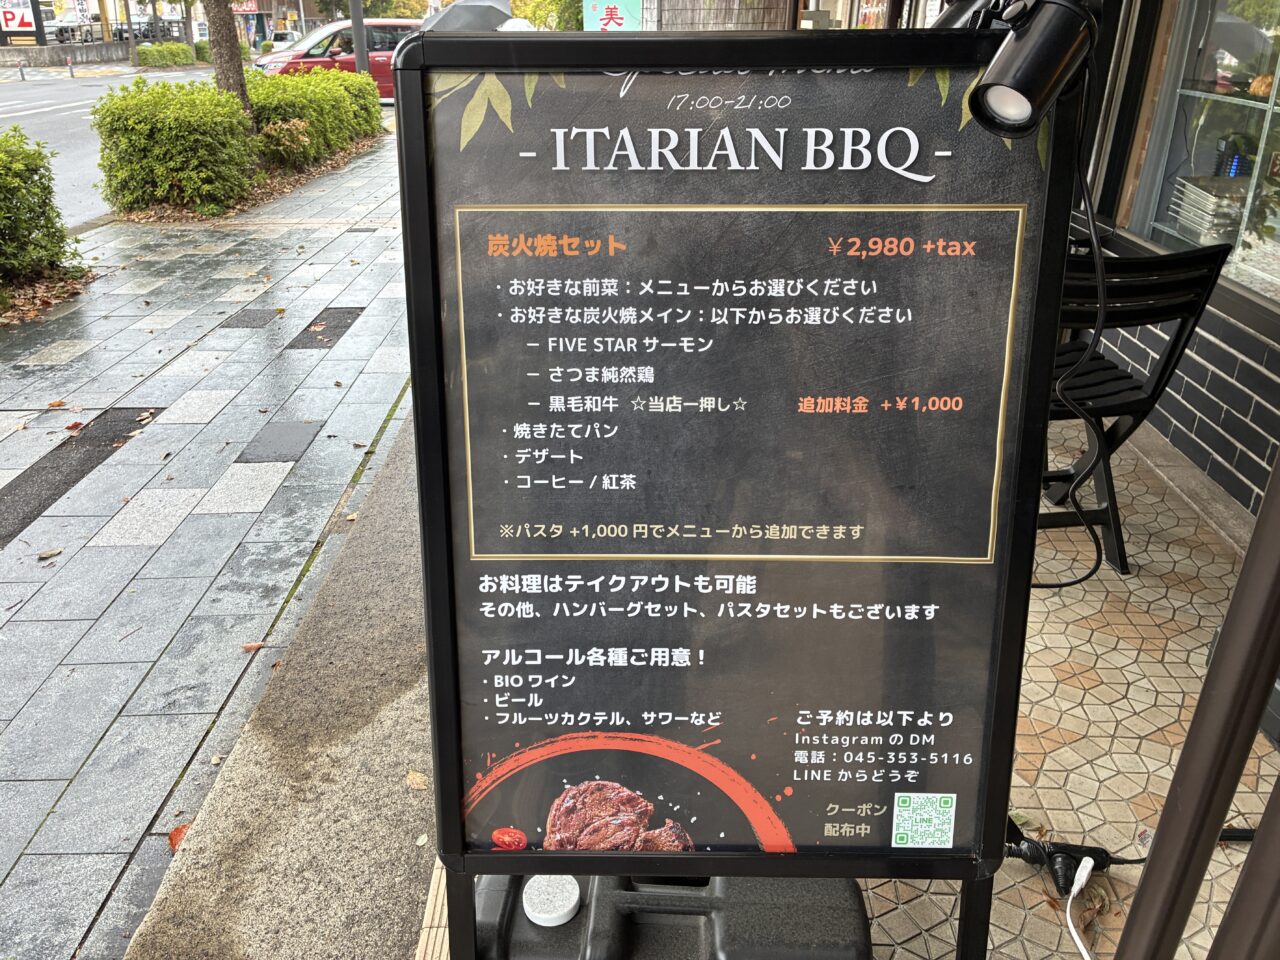 美
P
Special menu
17:00-21:00
- ITARIAN BBQ -
炭火焼セット ￥2,980 +tax
・お好きな前菜：メニューからお選びください
・お好きな炭火焼メイン：以下からお選びください
－ FIVE STAR サーモン
－ さつま純然鶏
－ 黒毛和牛 ☆当店一押し☆ 追加料金 +￥1,000
・焼きたてパン
・デザート
・コーヒー / 紅茶
※パスタ +1,000 円でメニューから追加できます
お料理はテイクアウトも可能
その他、ハンバーグセット、パスタセットもございます
アルコール各種ご用意！
・BIO ワイン
・ビール
・フルーツカクテル、サワーなど
ご予約は以下より
Instagram の DM
電話：045-353-5116
LINE からどうぞ
クーポン
配布中
LINE